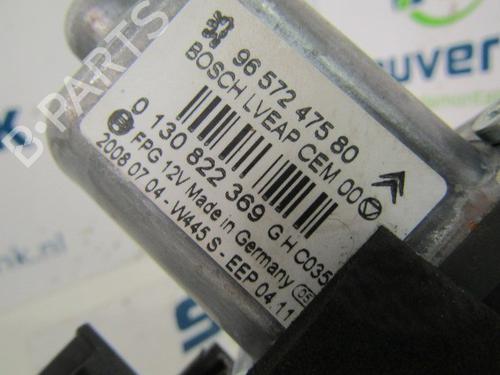 96 572 475 80
BOSCH LVEAP CEM 00
0 130 822 369 G H C035
FPG 12V Made in Germany 05
2008 07 04 - W445 S - EEP 04.11
B-PARTS